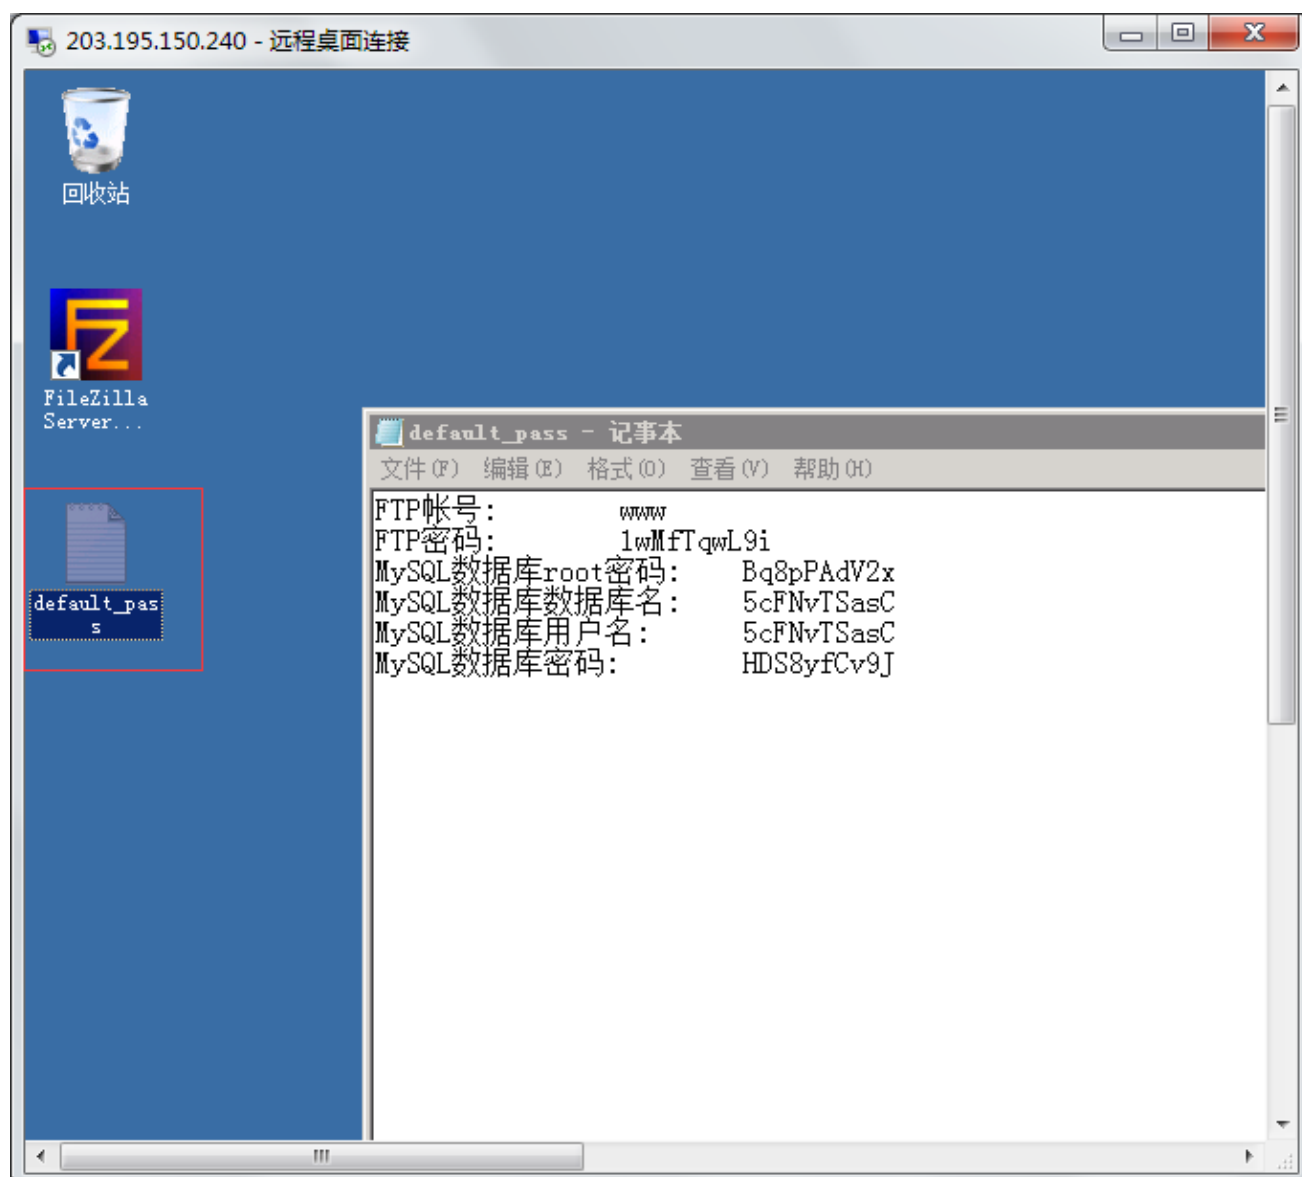 203.195.150.240 - 远程桌面连接
回收站
FileZilla
Server...
default_pas
s
default_pass - 记事本
文件(F) 编辑(E) 格式(O) 查看(V) 帮助(H)
FTP帐号: www
FTP密码: 1wMfTqwL9i
MySQL数据库root密码: Bq8pPAdV2x
MySQL数据库数据库名: 5cFNvTSasC
MySQL数据库用户名: 5cFNvTSasC
MySQL数据库密码: HDS8yfCv9J